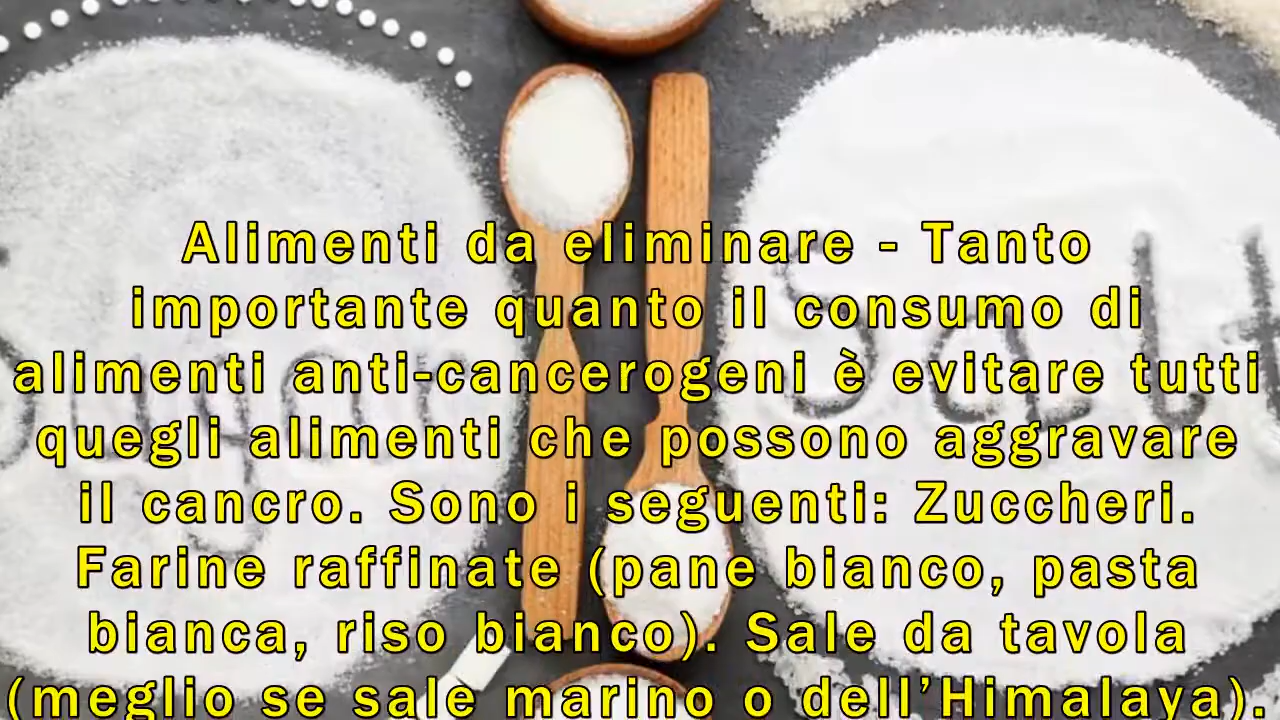 Alimenti da eliminare - Tanto
importante quanto il consumo di
alimenti anti-cancerogeni è evitare tutti
quegli alimenti che possono aggravare
il cancro. Sono i seguenti: Zuccheri.
Farine raffinate (pane bianco, pasta
bianca, riso bianco). Sale da tavola
(meglio se sale marino o dell’Himalaya).
Sugar
Salt